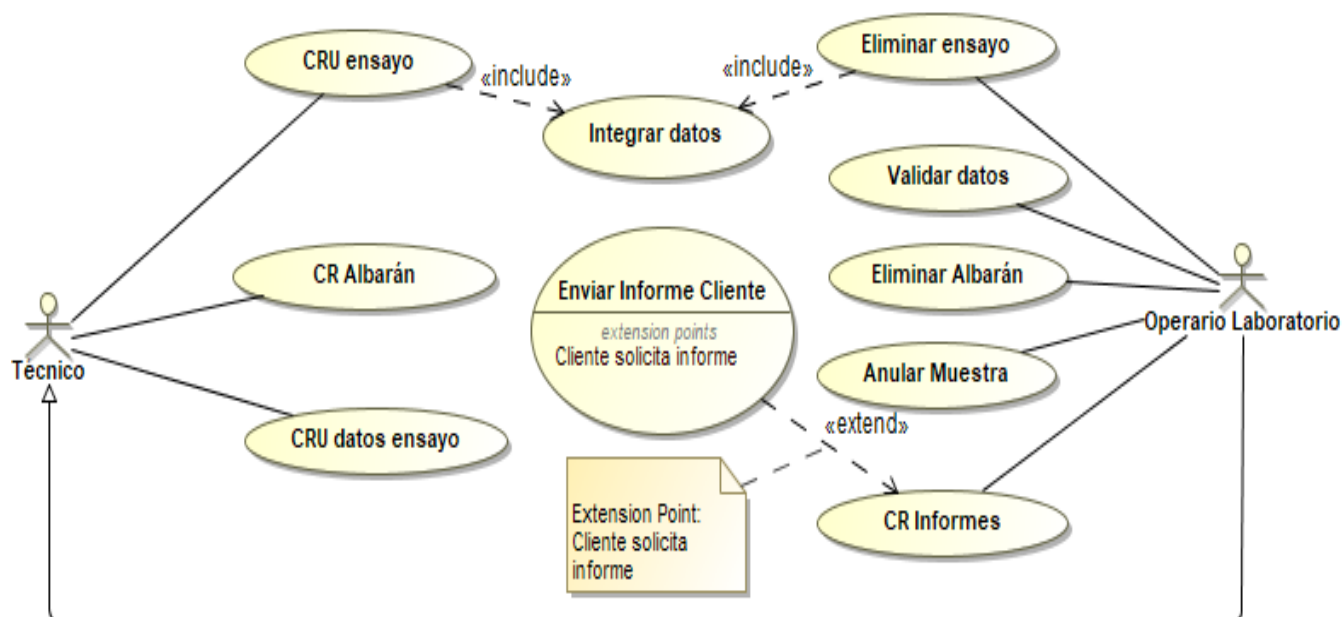 CRU ensayo
Eliminar ensayo
«include»
«include»
Integrar datos
Validar datos
CR Albarán
Enviar Informe Cliente
extension points
Cliente solicita informe
Eliminar Albarán
Operario Laboratorio
Técnico
Anular Muestra
CRU datos ensayo
«extend»
Extension Point:
Cliente solicita
informe
CR Informes